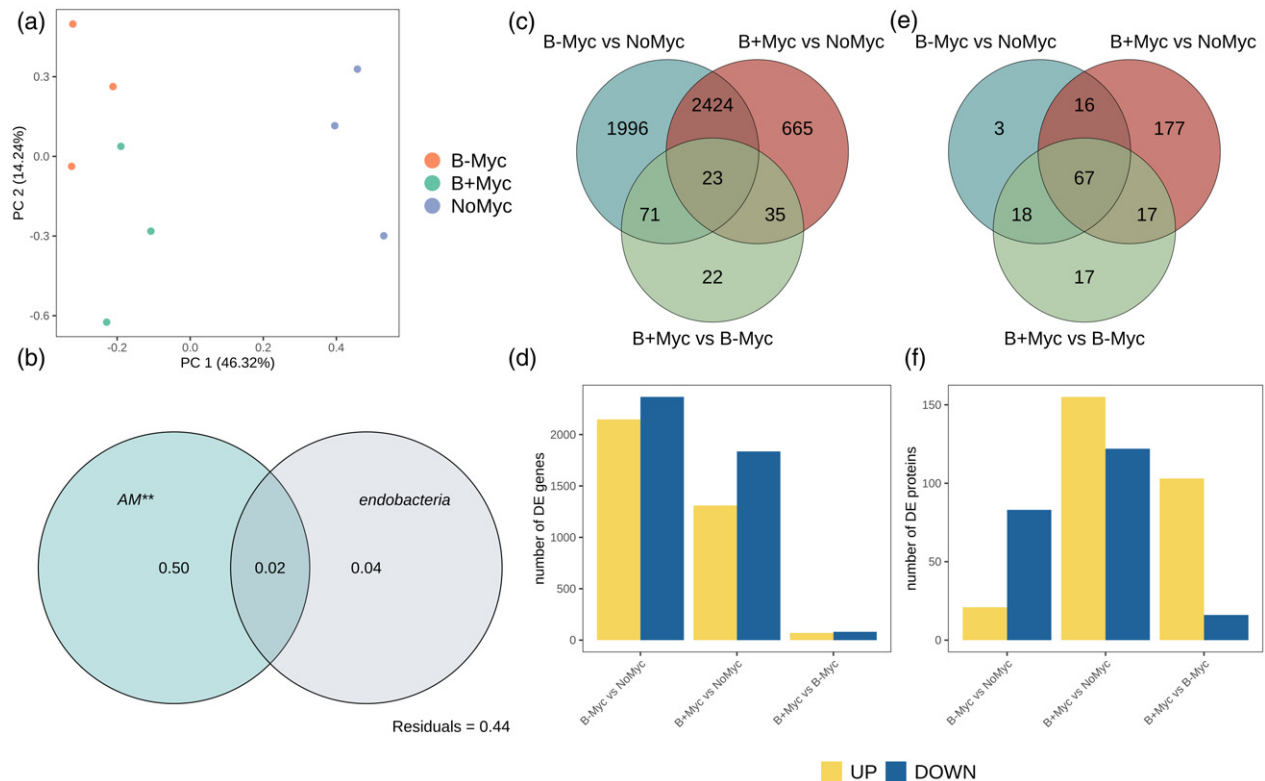 (a)
0.3
0.0
-0.3
-0.6
PC 2 (14.24%)
-0.2
0.0
0.2
0.4
PC 1 (46.32%)
B-Myc
B+Myc
NoMyc
(b)
AM**
endobacteria
0.50
0.02
0.04
Residuals = 0.44
(c)
B-Myc vs NoMyc
B+Myc vs NoMyc
1996
2424
665
23
71
35
22
B+Myc vs B-Myc
(d)
number of DE genes
2000
1500
1000
500
0
B-Myc vs NoMyc
B+Myc vs NoMyc
B+Myc vs B-Myc
(e)
B-Myc vs NoMyc
B+Myc vs NoMyc
3
16
177
67
18
17
17
B+Myc vs B-Myc
(f)
number of DE proteins
150
100
50
0
B-Myc vs NoMyc
B+Myc vs NoMyc
B+Myc vs B-Myc
UP
DOWN